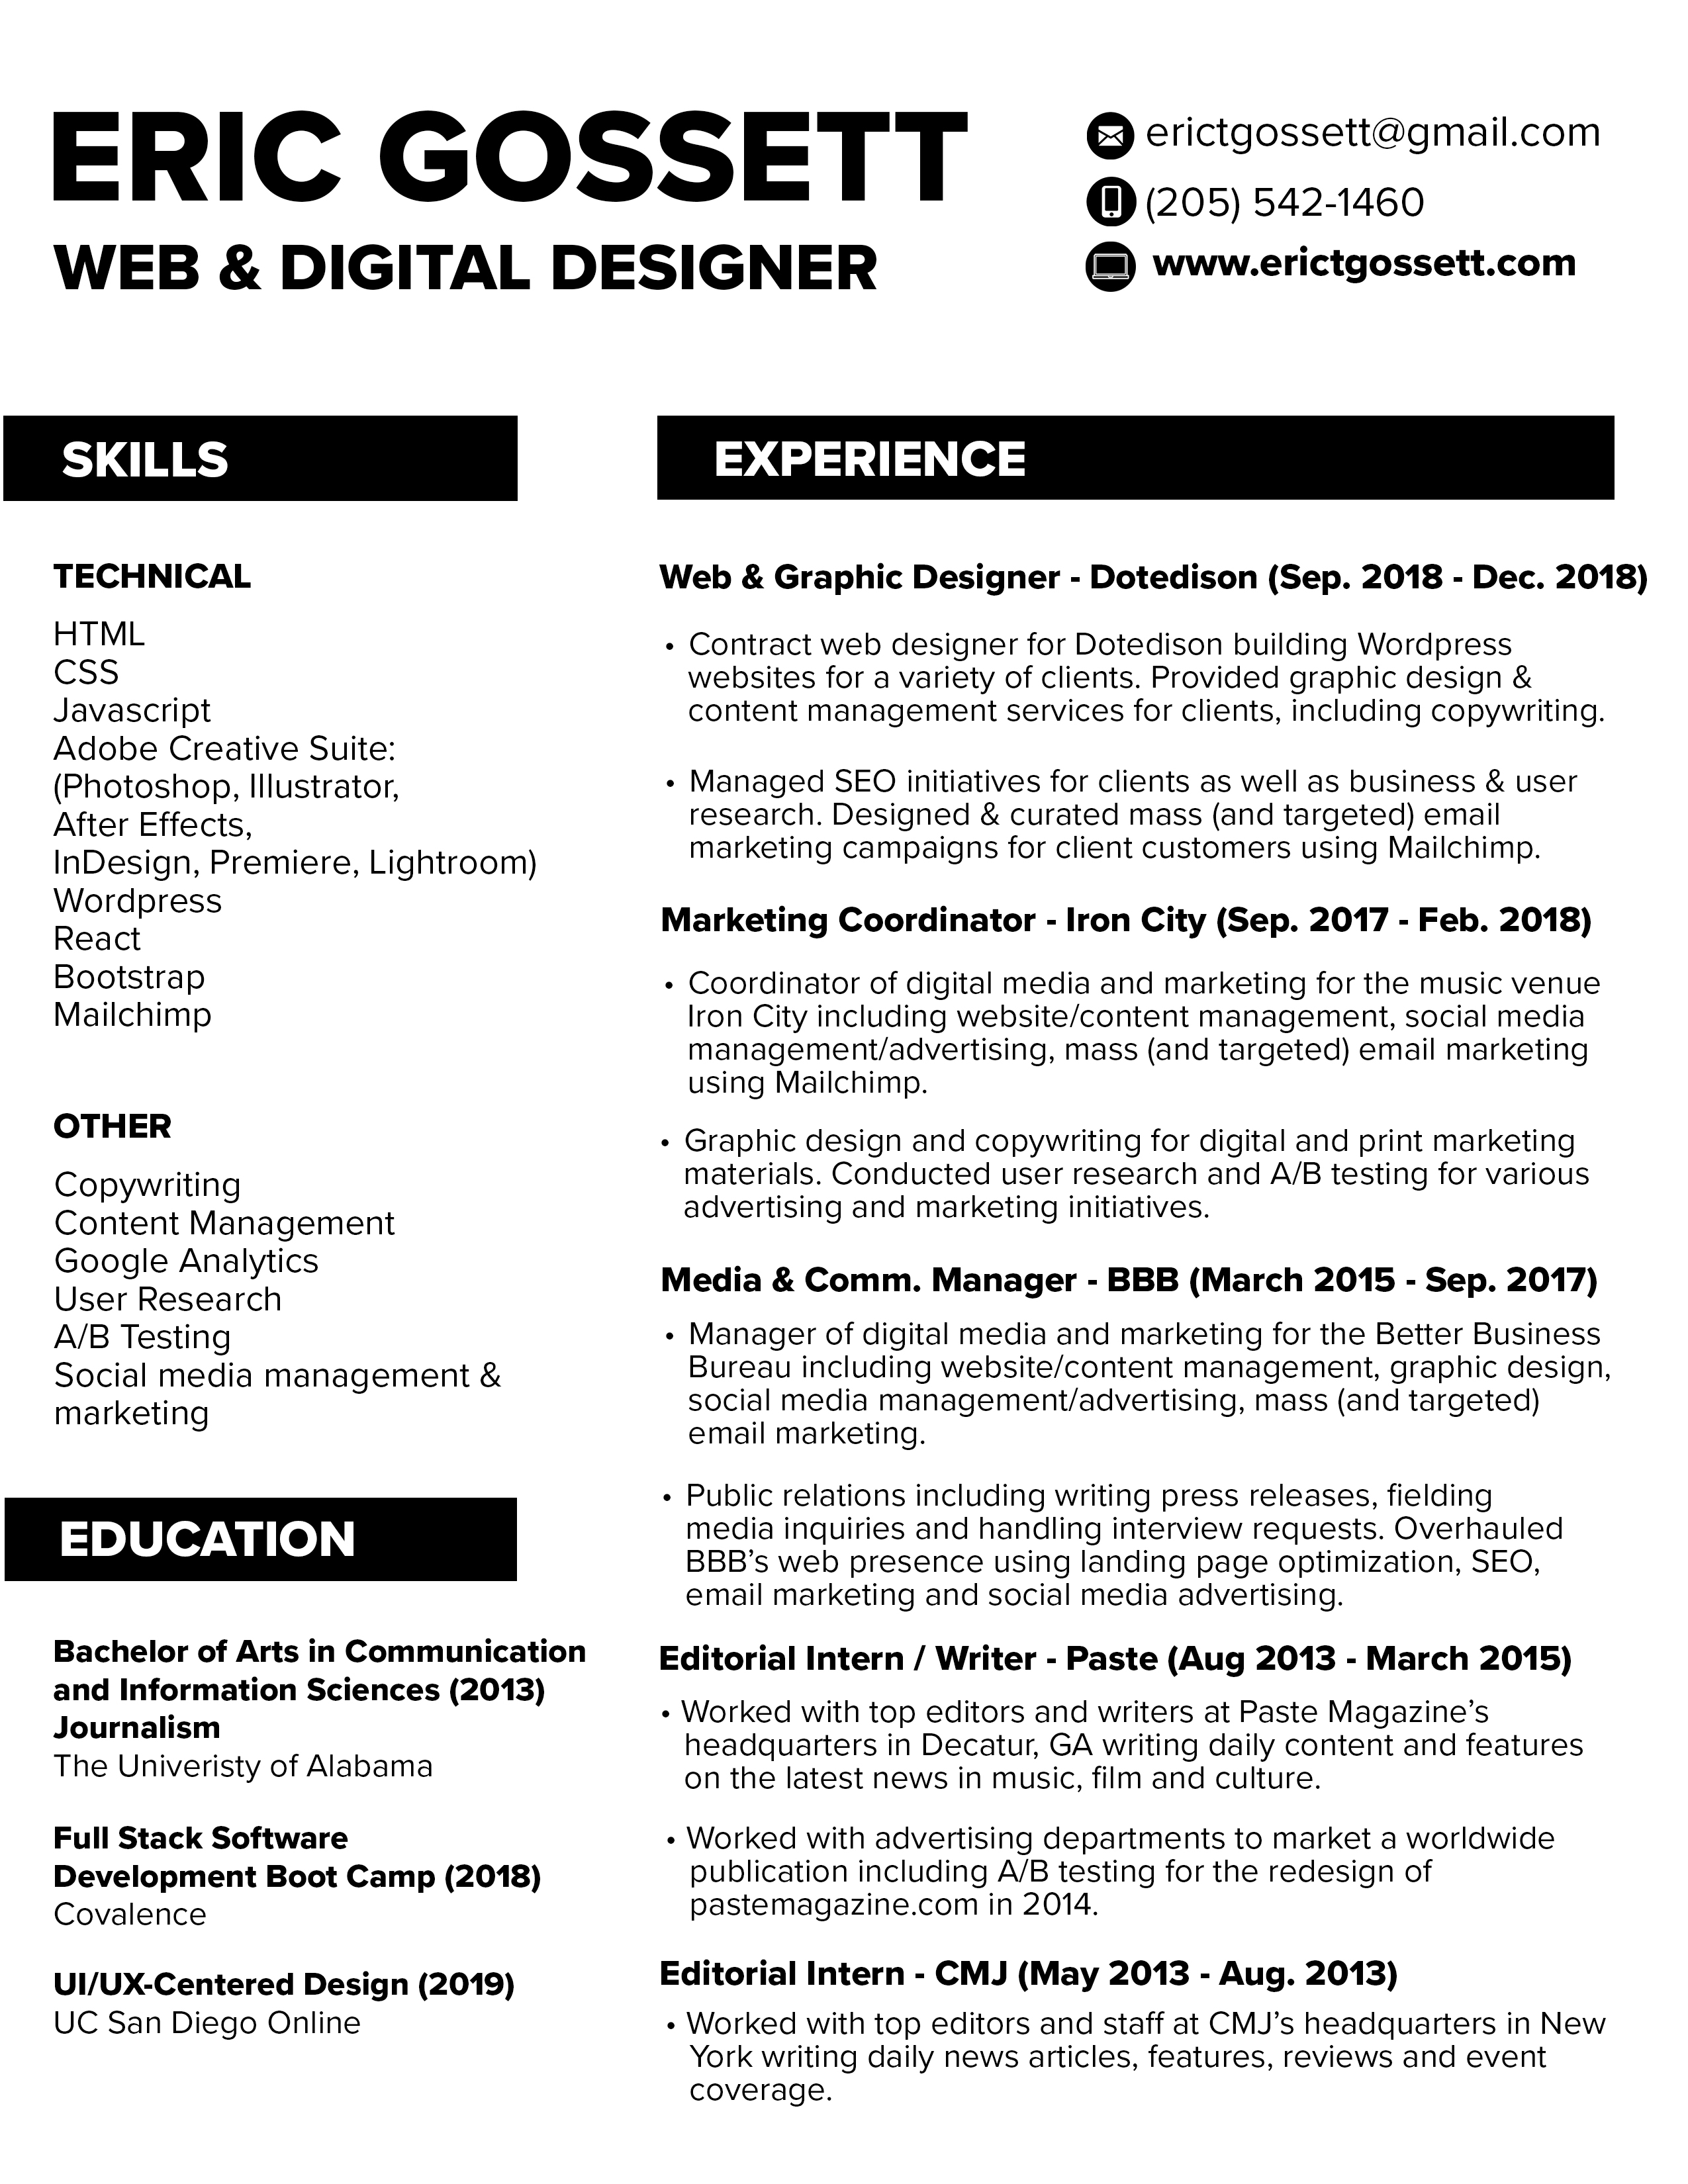 ERIC GOSSETT
WEB & DIGITAL DESIGNER
erictgossett@gmail.com
(205) 542-1460
www.erictgossett.com
SKILLS
TECHNICAL
HTML
CSS
Javascript
Adobe Creative Suite:
(Photoshop, Illustrator,
After Effects,
InDesign, Premiere, Lightroom)
Wordpress
React
Bootstrap
Mailchimp
OTHER
Copywriting
Content Management
Google Analytics
User Research
A/B Testing
Social media management &
marketing
EDUCATION
Bachelor of Arts in Communication
and Information Sciences (2013)
Journalism
The Univeristy of Alabama
Full Stack Software
Development Boot Camp (2018)
Covalence
UI/UX-Centered Design (2019)
UC San Diego Online
EXPERIENCE
Web & Graphic Designer - Dotedison (Sep. 2018 - Dec. 2018)
• Contract web designer for Dotedison building Wordpress
websites for a variety of clients. Provided graphic design &
content management services for clients, including copywriting.
• Managed SEO initiatives for clients as well as business & user
research. Designed & curated mass (and targeted) email
marketing campaigns for client customers using Mailchimp.
Marketing Coordinator - Iron City (Sep. 2017 - Feb. 2018)
• Coordinator of digital media and marketing for the music venue
Iron City including website/content management, social media
management/advertising, mass (and targeted) email marketing
using Mailchimp.
• Graphic design and copywriting for digital and print marketing
materials. Conducted user research and A/B testing for various
advertising and marketing initiatives.
Media & Comm. Manager - BBB (March 2015 - Sep. 2017)
• Manager of digital media and marketing for the Better Business
Bureau including website/content management, graphic design,
social media management/advertising, mass (and targeted)
email marketing.
• Public relations including writing press releases, fielding
media inquiries and handling interview requests. Overhauled
BBB’s web presence using landing page optimization, SEO,
email marketing and social media advertising.
Editorial Intern / Writer - Paste (Aug 2013 - March 2015)
• Worked with top editors and writers at Paste Magazine’s
headquarters in Decatur, GA writing daily content and features
on the latest news in music, film and culture.
• Worked with advertising departments to market a worldwide
publication including A/B testing for the redesign of
pastemagazine.com in 2014.
Editorial Intern - CMJ (May 2013 - Aug. 2013)
• Worked with top editors and staff at CMJ’s headquarters in New
York writing daily news articles, features, reviews and event
coverage.